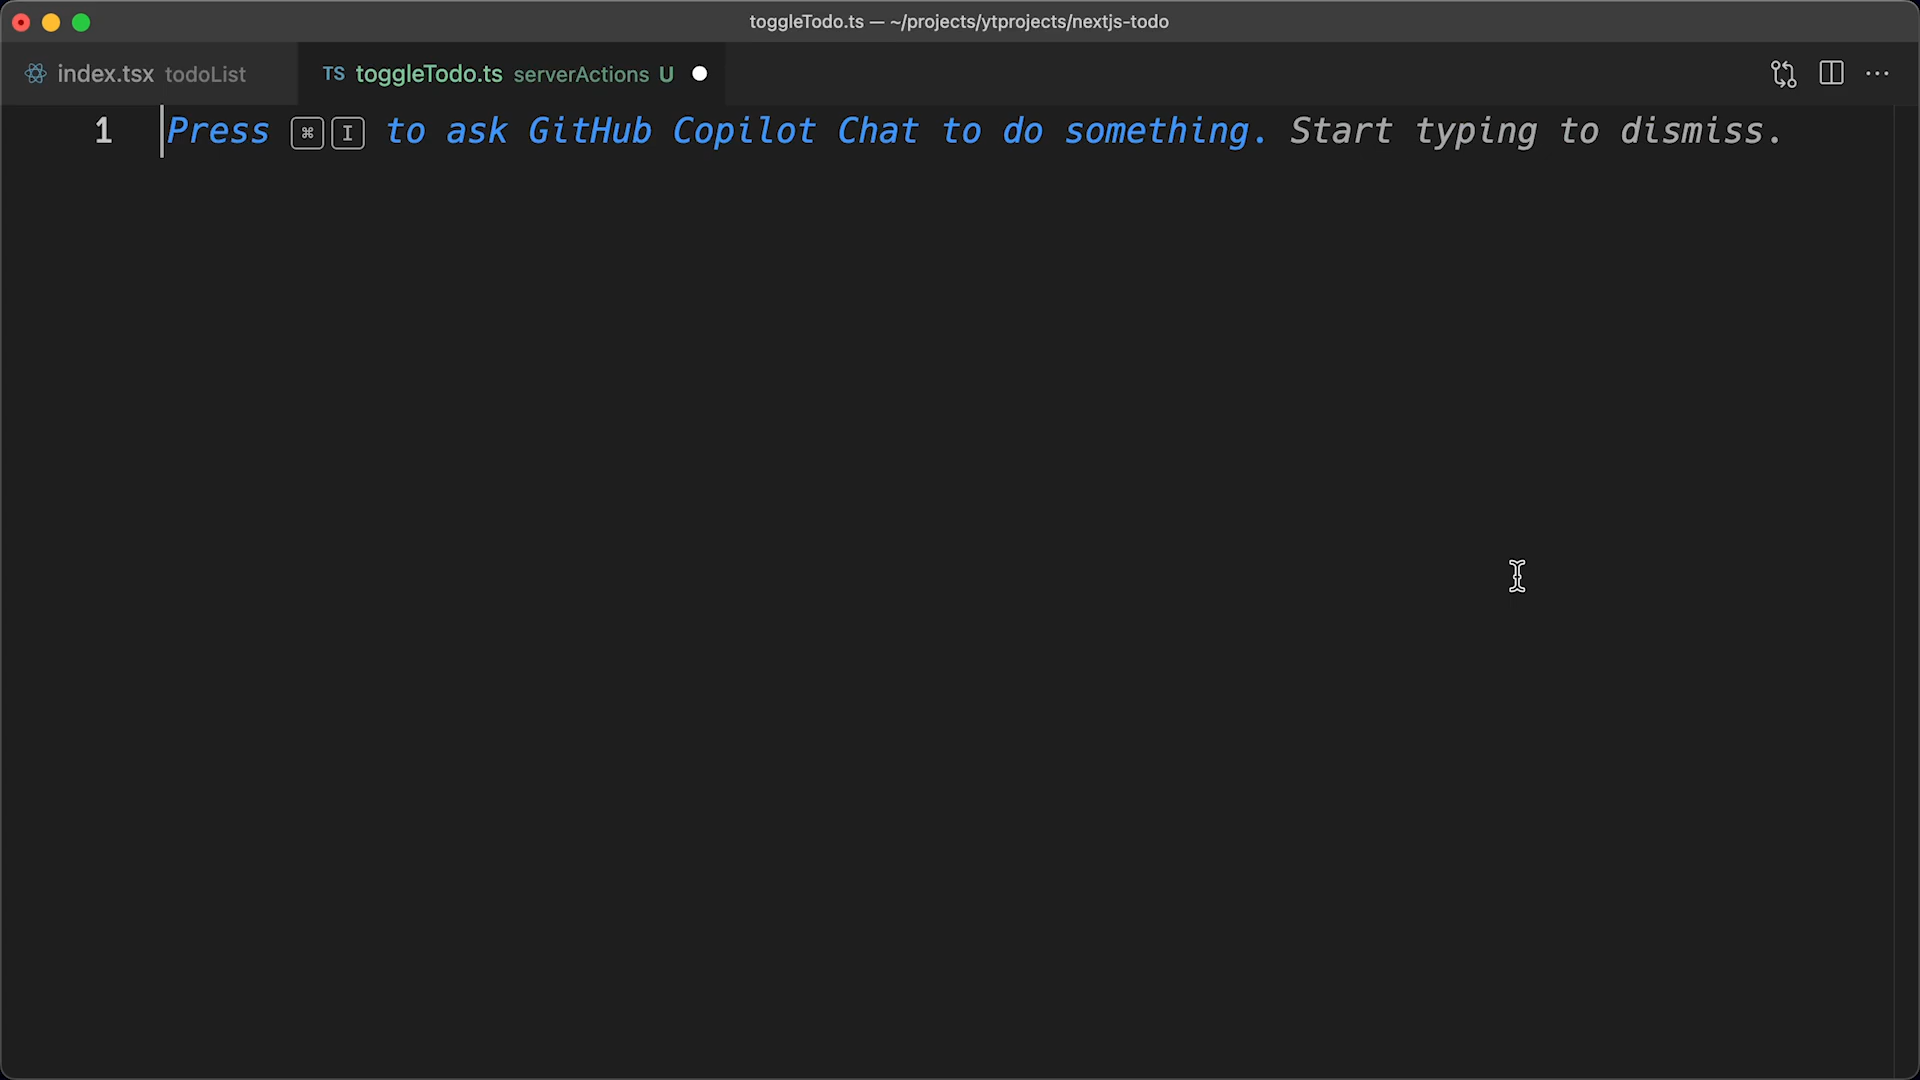 toggleTodo.ts — ~/projects/ytprojects/nextjs-todo
index.tsx todoList TS toggleTodo.ts serverActions U
1 Press ⌘ I to ask GitHub Copilot Chat to do something. Start typing to dismiss.